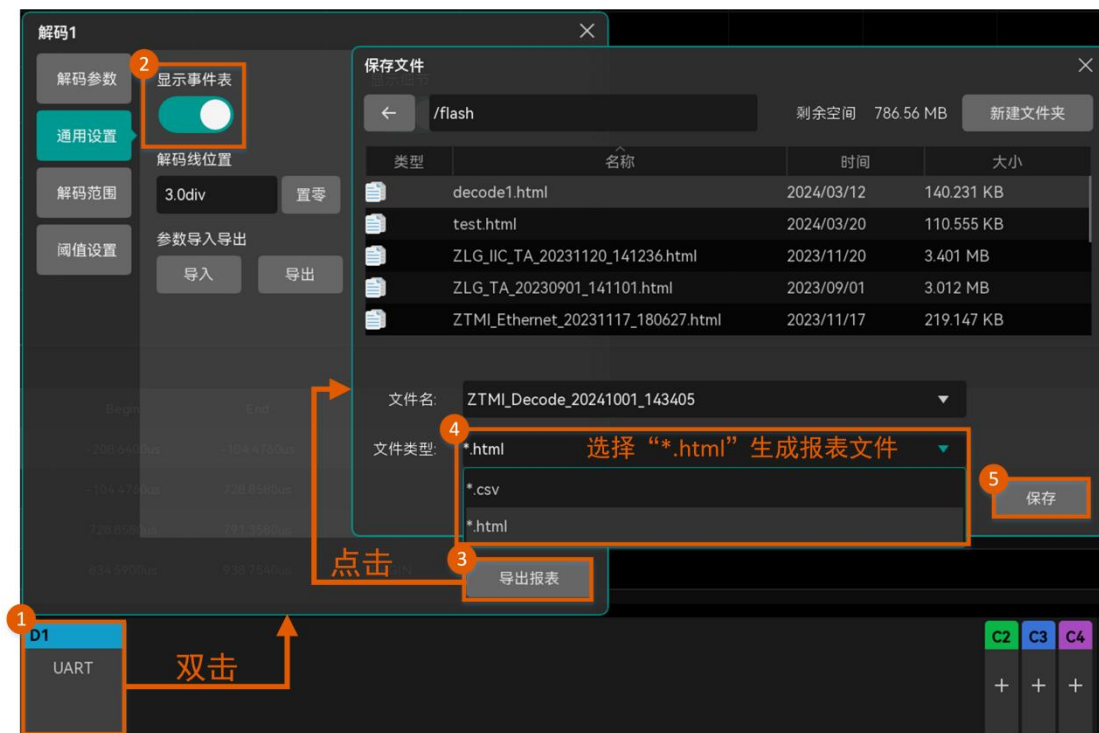 解码1
解码参数
2
显示事件表
通用设置
解码线位置
解码范围
3.0div
置零
阈值设置
参数导入导出
导入
导出
保存文件
/flash
剩余空间 786.56 MB
新建文件夹
类型 名称 时间 大小
decode1.html 2024/03/12 140.231 KB
test.html 2024/03/20 110.555 KB
ZLG_IIC_TA_20231120_141236.html 2023/11/20 3.401 MB
ZLG_TA_20230901_141101.html 2023/09/01 3.012 MB
ZTMI_Ethernet_20231117_180627.html 2023/11/17 219.147 KB
文件名: ZTMI_Decode_20241001_143405
4
文件类型: *.html 选择“*.html”生成报表文件
*.csv
*.html
5
保存
Begin End
点击
3
导出报表
1
D1
UART
双击
C2 C3 C4
+ + +